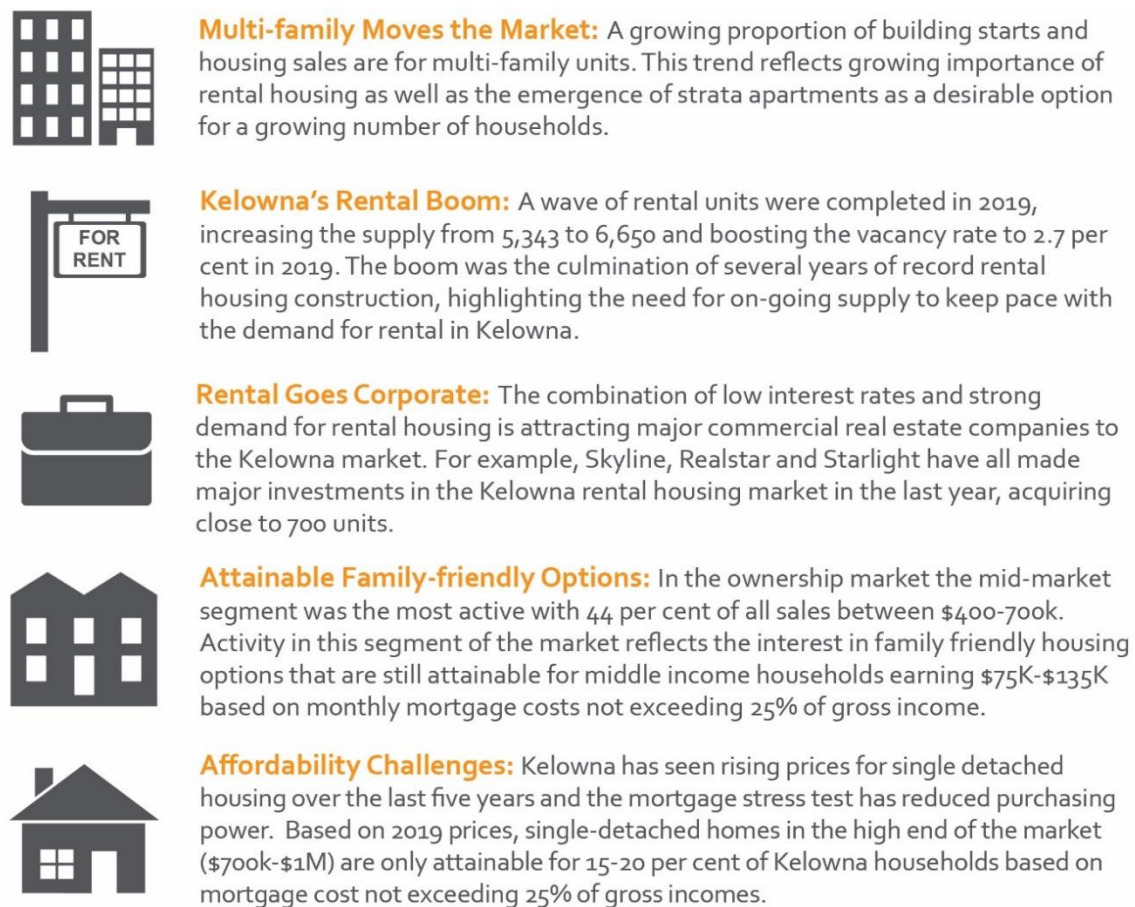 Multi-family Moves the Market: A growing proportion of building starts and
housing sales are for multi-family units. This trend reflects growing importance of
rental housing as well as the emergence of strata apartments as a desirable option
for a growing number of households.
FOR
RENT
Kelowna's Rental Boom: A wave of rental units were completed in 2019,
increasing the supply from 5,343 to 6,650 and boosting the vacancy rate to 2.7 per
cent in 2019. The boom was the culmination of several years of record rental
housing construction, highlighting the need for on-going supply to keep pace with
the demand for rental in Kelowna.
Rental Goes Corporate: The combination of low interest rates and strong
demand for rental housing is attracting major commercial real estate companies to
the Kelowna market. For example, Skyline, Realstar and Starlight have all made
major investments in the Kelowna rental housing market in the last year, acquiring
close to 700 units.
Attainable Family-friendly Options: In the ownership market the mid-market
segment was the most active with 44 per cent of all sales between $400-700k.
Activity in this segment of the market reflects the interest in family friendly housing
options that are still attainable for middle income households earning $75K-$135K
based on monthly mortgage costs not exceeding 25% of gross income.
Affordability Challenges: Kelowna has seen rising prices for single detached
housing over the last five years and the mortgage stress test has reduced purchasing
power. Based on 2019 prices, single-detached homes in the high end of the market
($700k-$1M) are only attainable for 15-20 per cent of Kelowna households based on
mortgage cost not exceeding 25% of gross incomes.